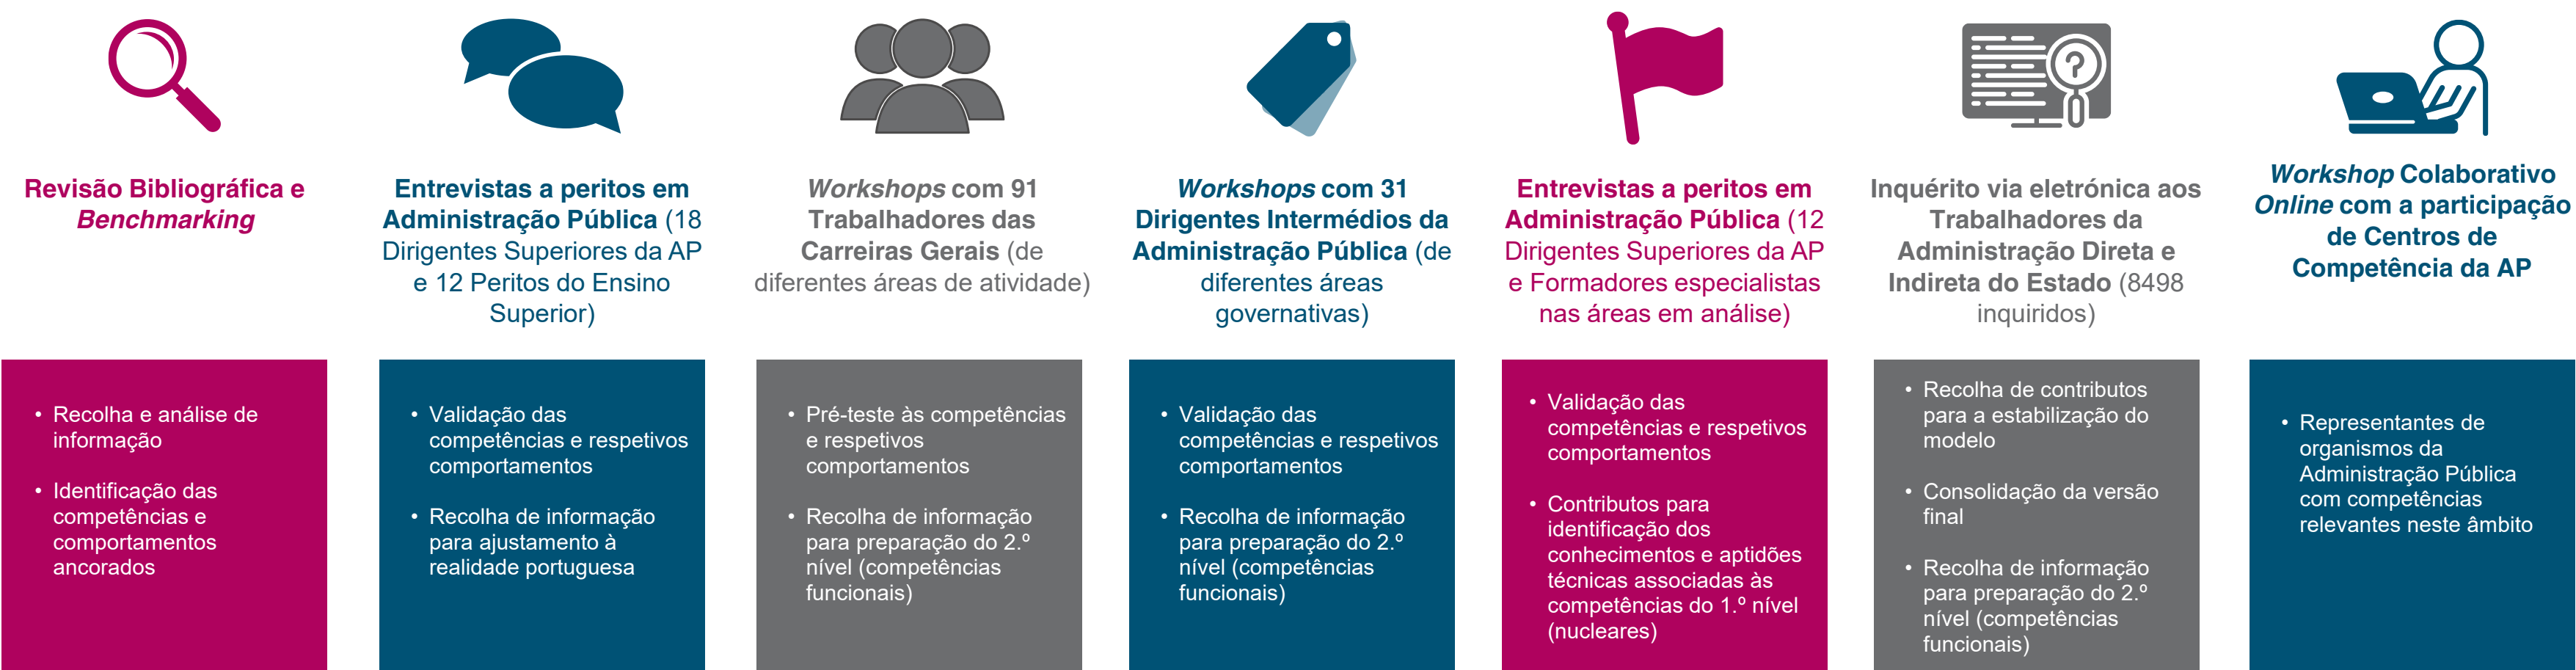 Revisão Bibliográfica e
Benchmarking
Recolha e análise de
informação
Identificação das
competências e
comportamentos
ancorados
Entrevistas a peritos em
Administração Pública (18
Dirigentes Superiores da AP
e 12 Peritos do Ensino
Superior)
Validação das
competências e respetivos
comportamentos
Recolha de informação
para ajustamento à
realidade portuguesa
Workshops com 91
Trabalhadores das
Carreiras Gerais (de
diferentes áreas de atividade)
Pré-teste às competências
e respetivos
comportamentos
Recolha de informação
para preparação do 2.º
nível (competências
funcionais)
Workshops com 31
Dirigentes Intermédios da
Administração Pública (de
diferentes áreas
governativas)
Validação das
competências e respetivos
comportamentos
Recolha de informação
para preparação do 2.º
nível (competências
funcionais)
Entrevistas a peritos em
Administração Pública (12
Dirigentes Superiores da AP
e Formadores especialistas
nas áreas em análise)
Validação das
competências e respetivos
comportamentos
Contributos para
identificação dos
conhecimentos e aptidões
técnicas associadas às
competências do 1.º nível
(nucleares)
Inquérito via eletrónica aos
Trabalhadores da
Administração Direta e
Indireta do Estado (8498
inquiridos)
Recolha de contributos
para a estabilização do
modelo
Consolidação da versão
final
Recolha de informação
para preparação do 2.º
nível (competências
funcionais)
Workshop Colaborativo
Online com a participação
de Centros de
Competência da AP
Representantes de
organismos da
Administração Pública
com competências
relevantes neste âmbito